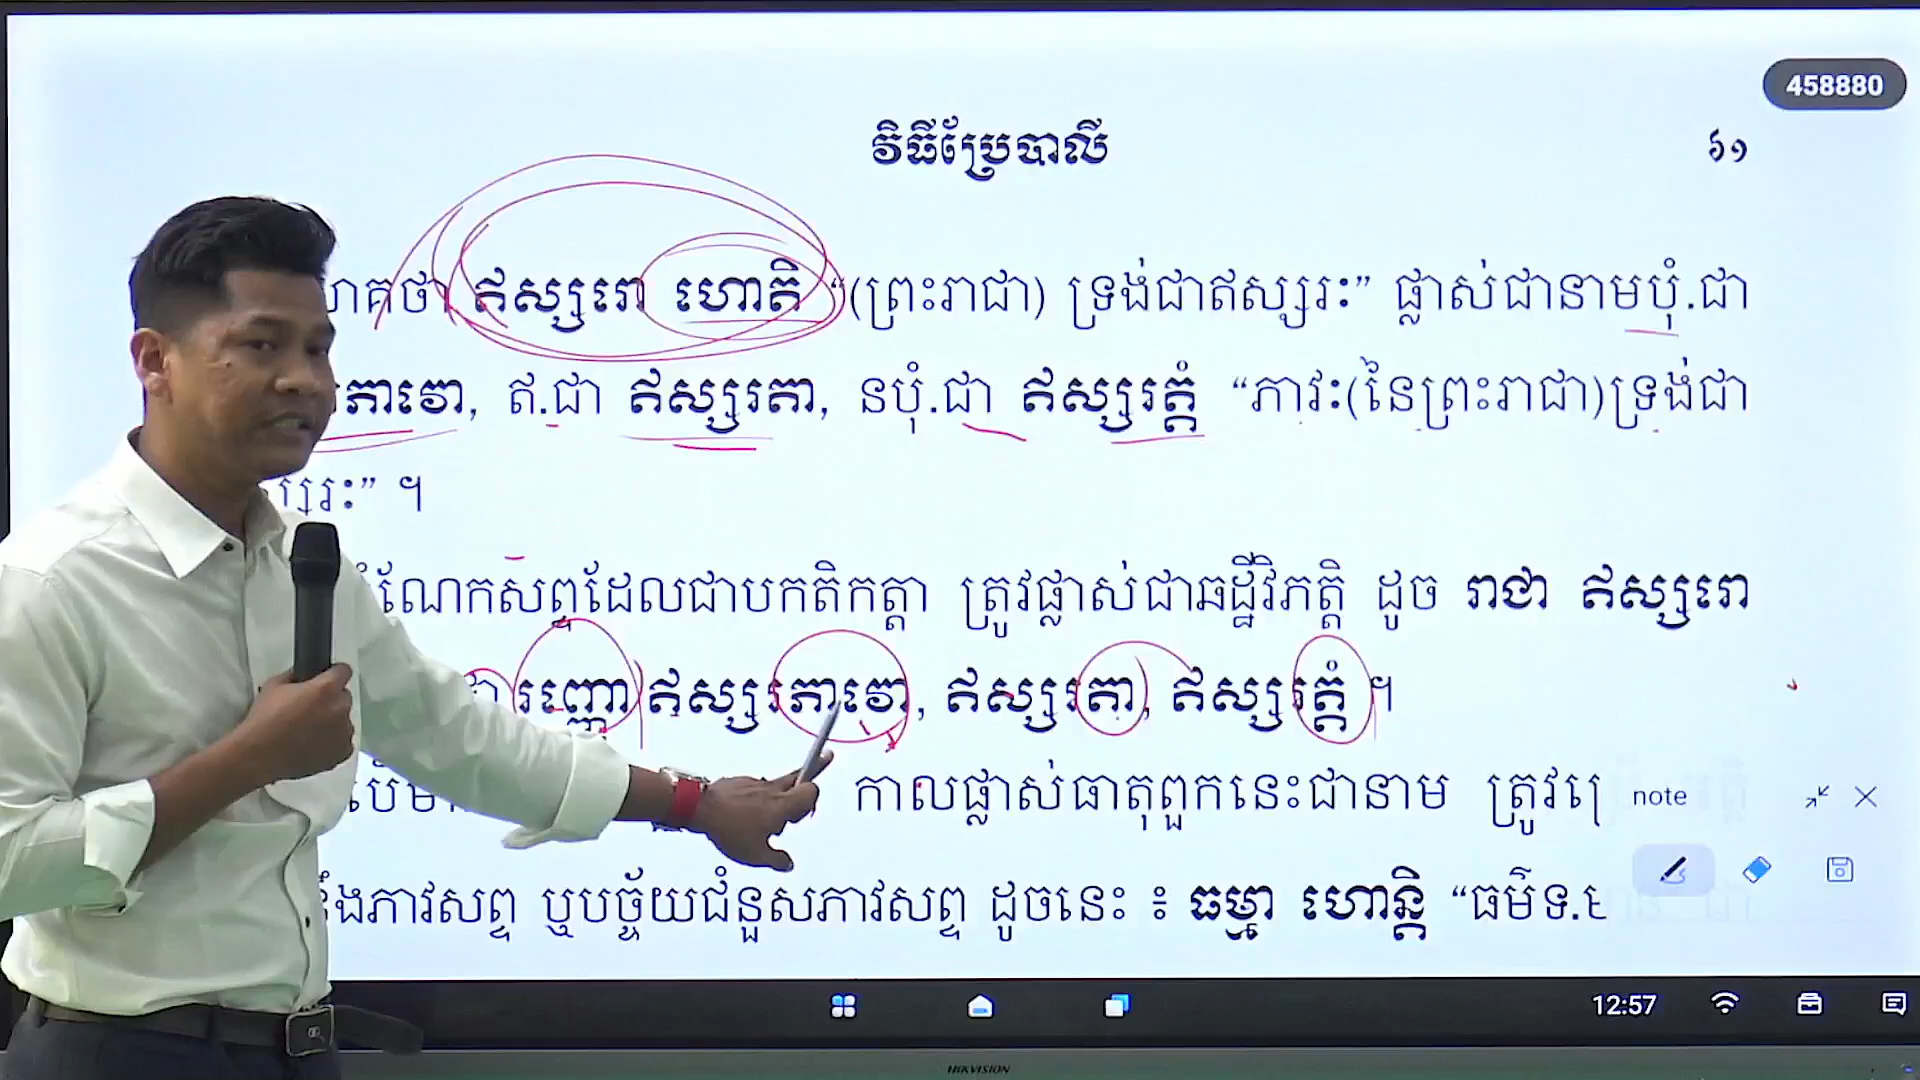 458880
វិធីប្រែបាលី ៦១
ឥស្សរោ ហោតិ “(ព្រះរាជា) ទ្រង់ជាឥស្សរៈ” ផ្លាស់ជានាមបុំ.ជា
ភាវោ, ឥ.ជា ឥស្សរតា, នបុំ.ជា ឥស្សរត្តំ “ភាវៈ(នៃព្រះរាជា)ទ្រង់ជា
ស្សរៈ” ។
ណែកសព្ទដែលជាបកតិកត្តា ត្រូវផ្លាស់ជាឆដ្ឋីវិភត្តិ ដូច រាជា ឥស្សរោ
រញ្ញោ ឥស្សរភាវោ, ឥស្សរតា, ឥស្សរត្តំ ។
កាលផ្លាស់ធាតុពួកនេះជានាម ត្រូវ
note
នឹងភាវសព្ទ ឬបច្ច័យជំនួសភាវសព្ទ ដូចនេះ ៖ ធម្មា ហោន្តិ “ធម៌ទ.
12:57
HIKVISION